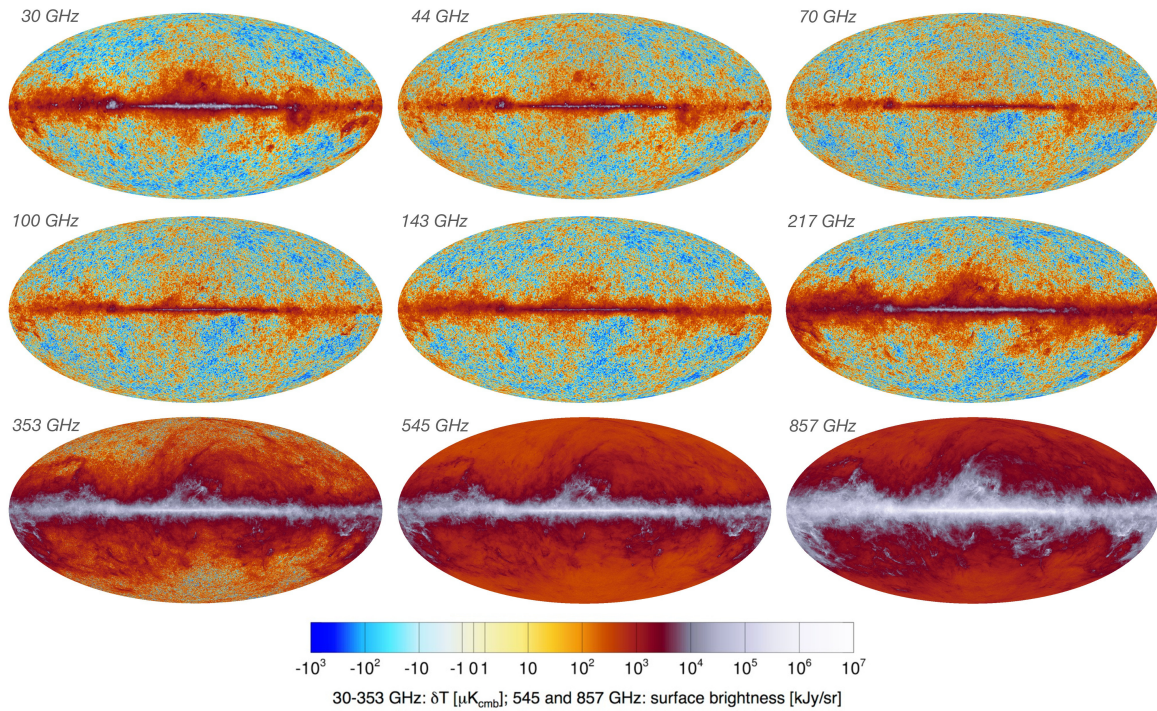 30 GHz 44 GHz 70 GHz
100 GHz 143 GHz 217 GHz
353 GHz 545 GHz 857 GHz
-10³ -10² -10 -1 0 1 10 10² 10³ 10⁴ 10⁵ 10⁶ 10⁷
30-353 GHz: δT [μK_cmb]; 545 and 857 GHz: surface brightness [kJy/sr]